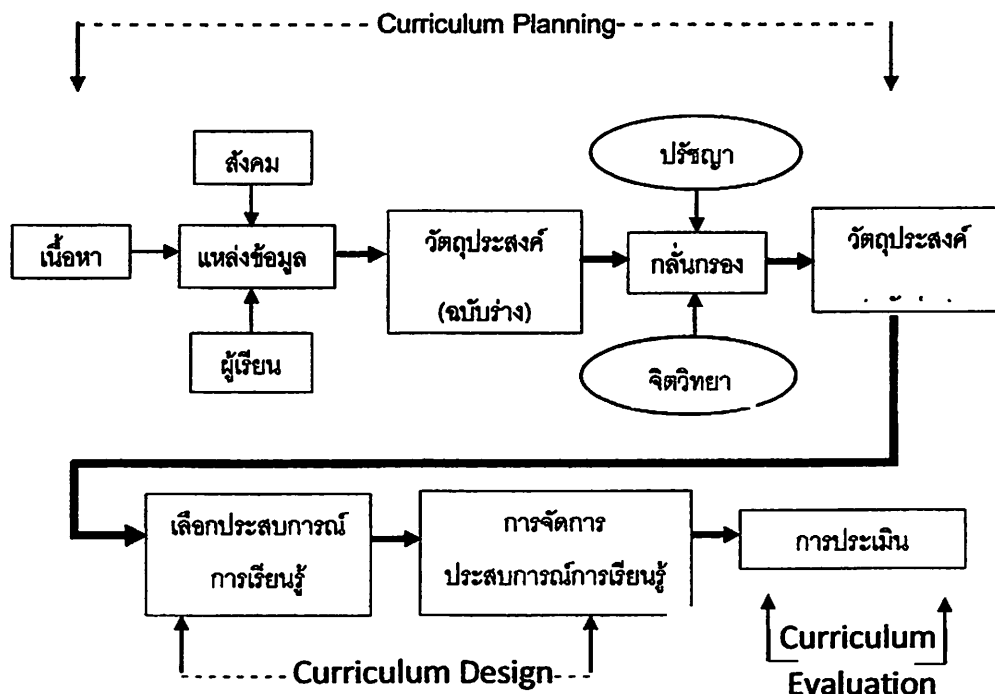 Curriculum Planning
สังคม
ปรัชญา
เนื้อหา
แหล่งข้อมูล
วัตถุประสงค์
(ฉบับร่าง)
กลั่นกรอง
วัตถุประสงค์
ผู้เรียน
จิตวิทยา
เลือกประสบการณ์
การเรียนรู้
การจัดการ
ประสบการณ์การเรียนรู้
การประเมิน
Curriculum Design
Curriculum
Evaluation